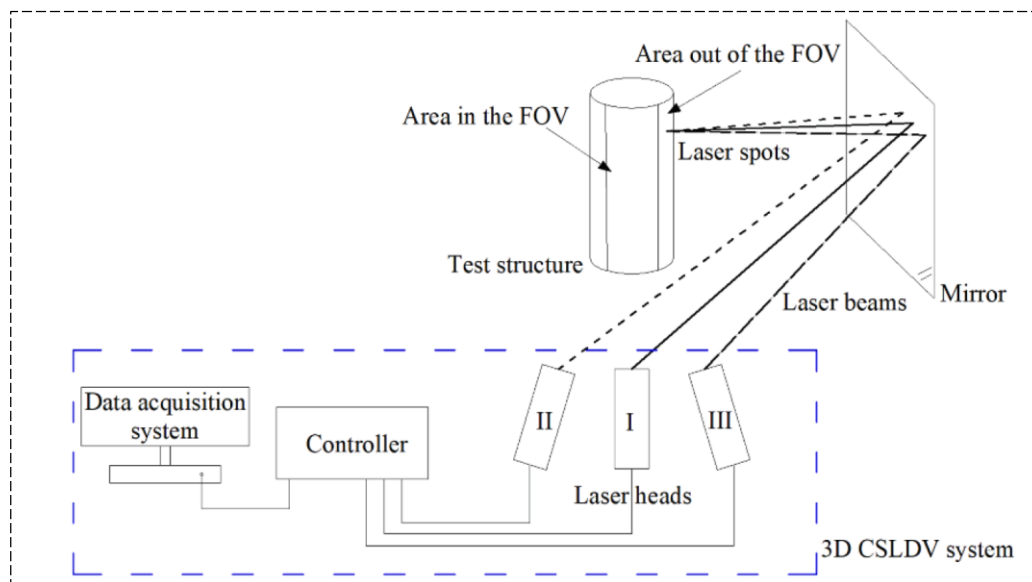 Area out of the FOV
Area in the FOV
Laser spots
Test structure
Laser beams
Mirror
Data acquisition
system
Controller
II
I
III
Laser heads
3D CSLDV system